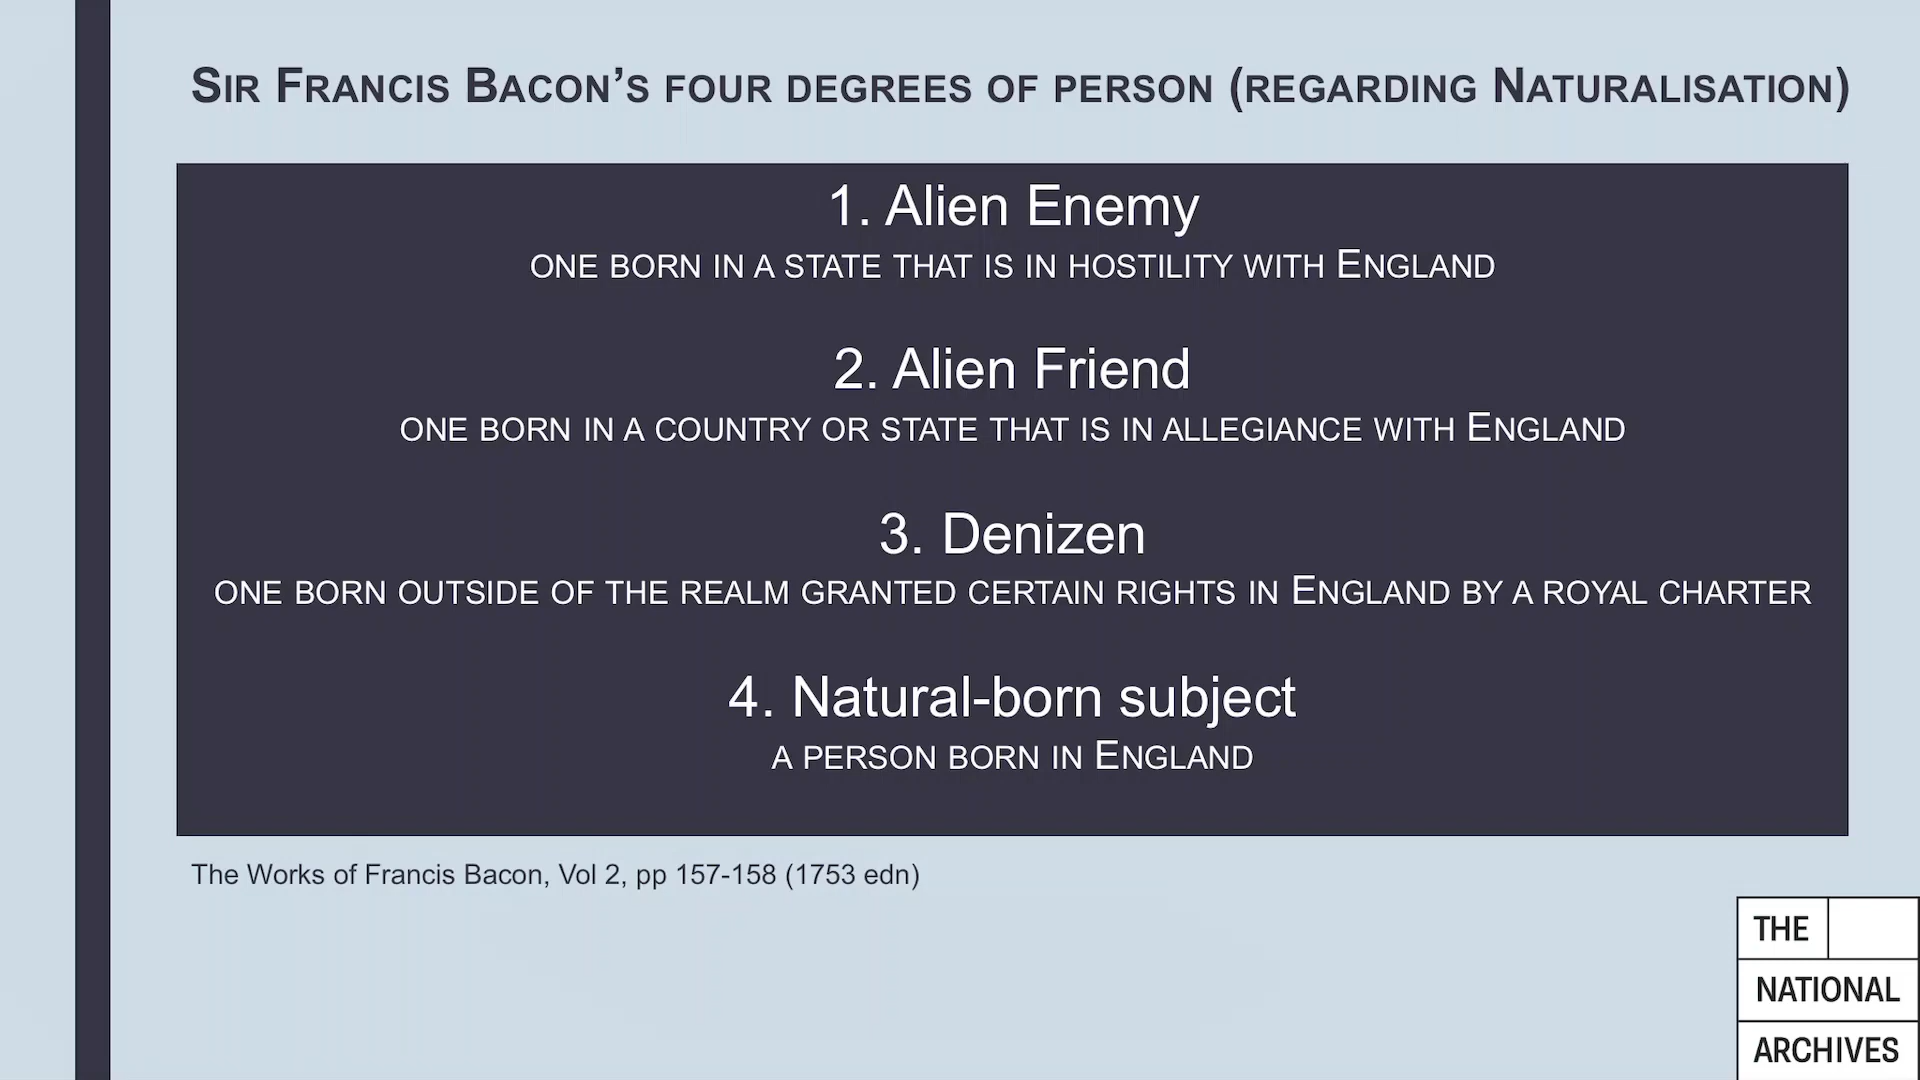 Sir Francis Bacon’s four degrees of person (regarding Naturalisation)
1. Alien Enemy
one born in a state that is in hostility with England
2. Alien Friend
one born in a country or state that is in allegiance with England
3. Denizen
one born outside of the realm granted certain rights in England by a royal charter
4. Natural-born subject
a person born in England
The Works of Francis Bacon, Vol 2, pp 157-158 (1753 edn)
THE
NATIONAL
ARCHIVES